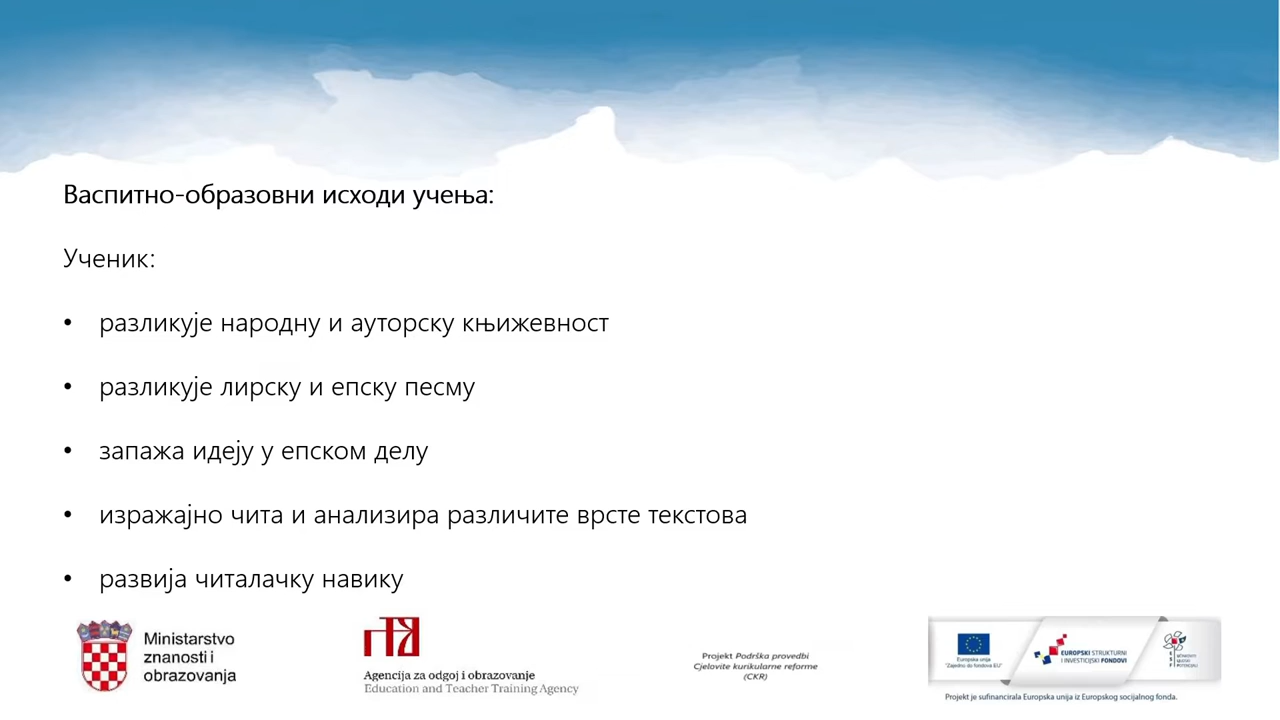 Васпитно-образовни исходи учења:
Ученик:
• разликује народну и ауторску књижевност
• разликује лирску и епску песму
• запажа идеју у епском делу
• изражајно чита и анализира различите врсте текстова
• развија читалачку навику
Ministarstvo
znanosti i
obrazovanja
Agencija za odgoj i obrazovanje
Education and Teacher Training Agency
Projekt Podrška provedbi
Cjelovite kurikularne reforme
(CKR)
Europska unija
"Zajedno do fondova EU"
EUROPSKI STRUKTURNI
I INVESTICIJSKI FONDOVI
Projekt je sufinancirala Europska unija iz Europskog socijalnog fonda.